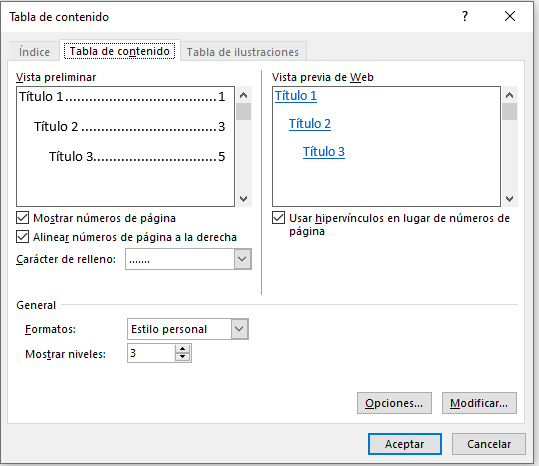 Tabla de contenido
?
Índice
Tabla de contenido
Tabla de ilustraciones
Vista preliminar
Título 1........................................1
Título 2....................................3
Título 3................................5
Mostrar números de página
Alinear números de página a la derecha
Carácter de relleno:
.......
Vista previa de Web
Título 1
Título 2
Título 3
Usar hipervínculos en lugar de números de
página
General
Formatos:
Estilo personal
Mostrar niveles:
3
Opciones...
Modificar...
Aceptar
Cancelar